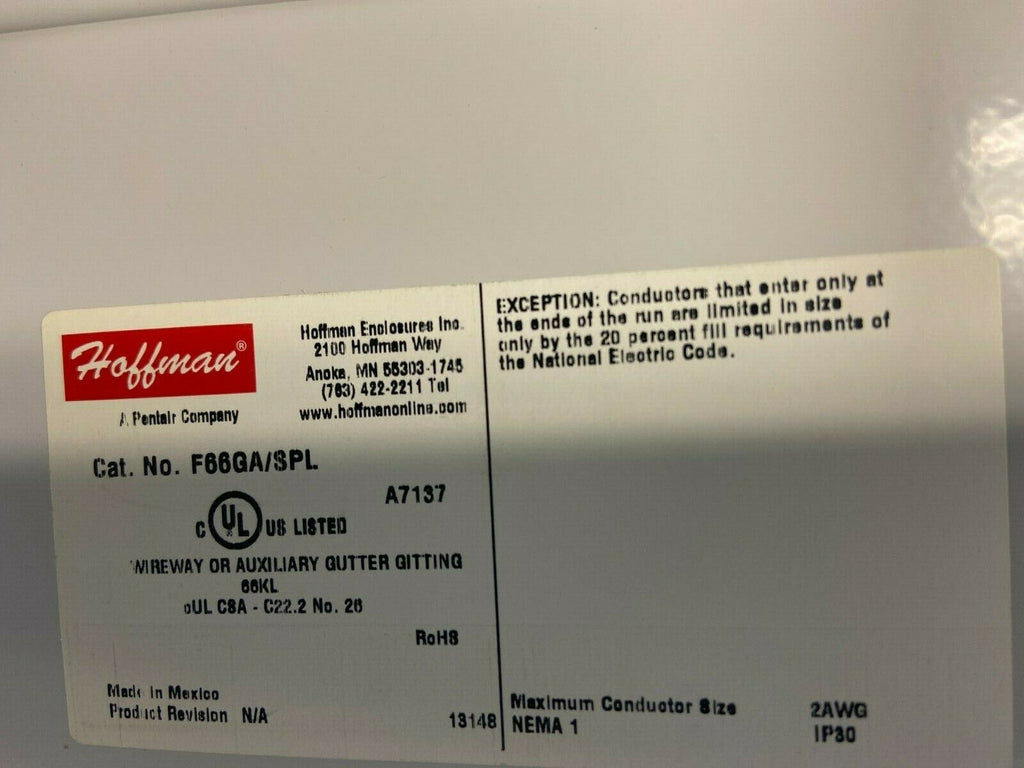 Hoffman®
A Pentair Company
Hoffman Enclosures Inc.
2100 Hoffman Way
Anoka, MN 55303-1745
(763) 422-2211 Tel
www.hoffmanonline.com
Cat. No. F66GA/SPL
A7137
C UL US LISTED
WIREWAY OR AUXILIARY GUTTER GITTING
66KL
cUL CSA - C22.2 No. 26
RoHS
Made in Mexico
Product Revision N/A
13148
EXCEPTION: Conductors that enter only at
the ends of the run are limited in size
only by the 20 percent fill requirements of
the National Electric Code.
Maximum Conductor Size 2AWG
NEMA 1 IP30